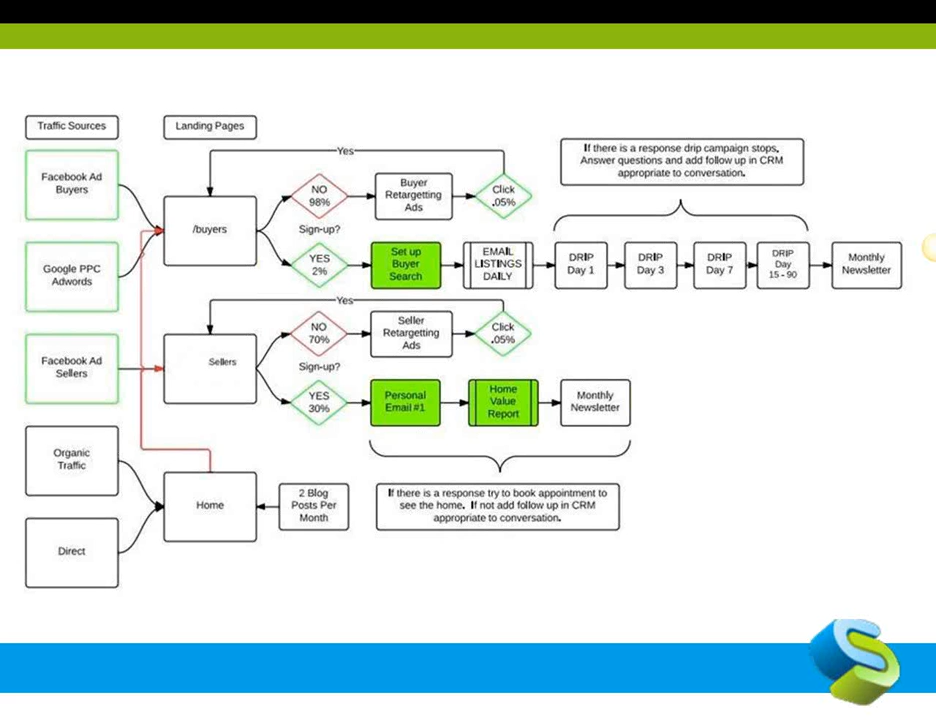 Traffic Sources
Landing Pages
Facebook Ad
Buyers
Google PPC
Adwords
Facebook Ad
Sellers
Organic
Traffic
Direct
/buyers
Sellers
Home
2 Blog
Posts Per
Month
Yes
NO
98%
Buyer
Retargetting
Ads
Click
.05%
Sign-up?
YES
2%
Set up
Buyer
Search
EMAIL
LISTINGS
DAILY
If there is a response drip campaign stops,
Answer questions and add follow up in CRM
appropriate to conversation.
DRIP
Day 1
DRIP
Day 3
DRIP
Day 7
DRIP
Day
15 - 90
Monthly
Newsletter
Yes
NO
70%
Seller
Retargetting
Ads
Click
.05%
Sign-up?
YES
30%
Personal
Email #1
Home
Value
Report
Monthly
Newsletter
If there is a response try to book appointment to
see the home. If not add follow up in CRM
appropriate to conversation.